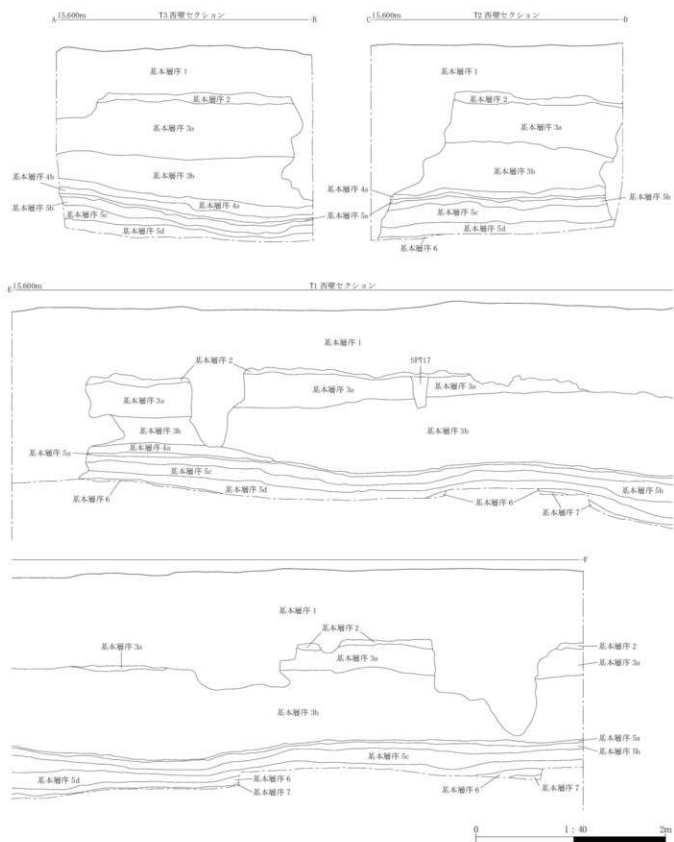 A 15,600m T3 西壁セクション B
基本層序 1
基本層序 2
基本層序 3a
基本層序 3b
基本層序 4b
基本層序 4a
基本層序 5b
基本層序 5c
基本層序 5d
C 15,600m T2 西壁セクション D
基本層序 1
基本層序 2
基本層序 3a
基本層序 3b
基本層序 4a
基本層序 5a
基本層序 5b
基本層序 5c
基本層序 5d
基本層序 6
E 15,600m T1 西壁セクション
基本層序 1
基本層序 2
SPT17
基本層序 3a
基本層序 3a
基本層序 3a
基本層序 3b
基本層序 3b
基本層序 4a
基本層序 5a
基本層序 5c
基本層序 5d
基本層序 5b
基本層序 6
基本層序 6
基本層序 7
F
基本層序 1
基本層序 2
基本層序 3a
基本層序 3a
基本層序 2
基本層序 3a
基本層序 3b
基本層序 5a
基本層序 5b
基本層序 5c
基本層序 5d
基本層序 6
基本層序 7
基本層序 6
基本層序 7
0 1 : 40 2m